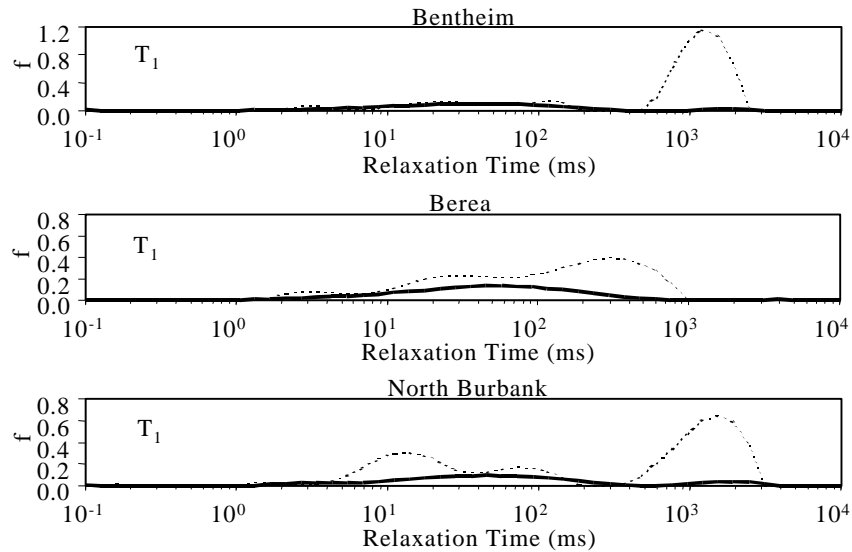 Bentheim
1.2
0.8
0.4
0.0
f
T1
10-1 100 101 102 103 104
Relaxation Time (ms)
Berea
0.8
0.6
0.4
0.2
0.0
f
T1
10-1 100 101 102 103 104
Relaxation Time (ms)
North Burbank
0.8
0.6
0.4
0.2
0.0
f
T1
10-1 100 101 102 103 104
Relaxation Time (ms)